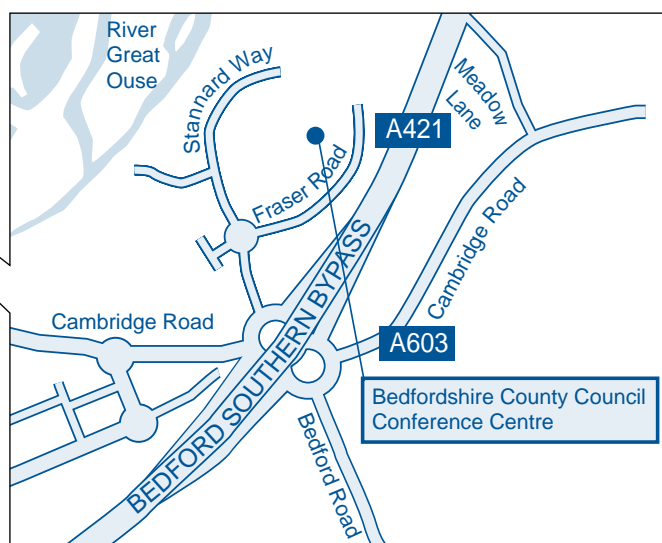 River
Great
Ouse
Stannard Way
Meadow
Lane
A421
Fraser Road
Cambridge Road
BEDFORD SOUTHERN BYPASS
Cambridge Road
A603
Bedfordshire County Council
Conference Centre
Bedford Road